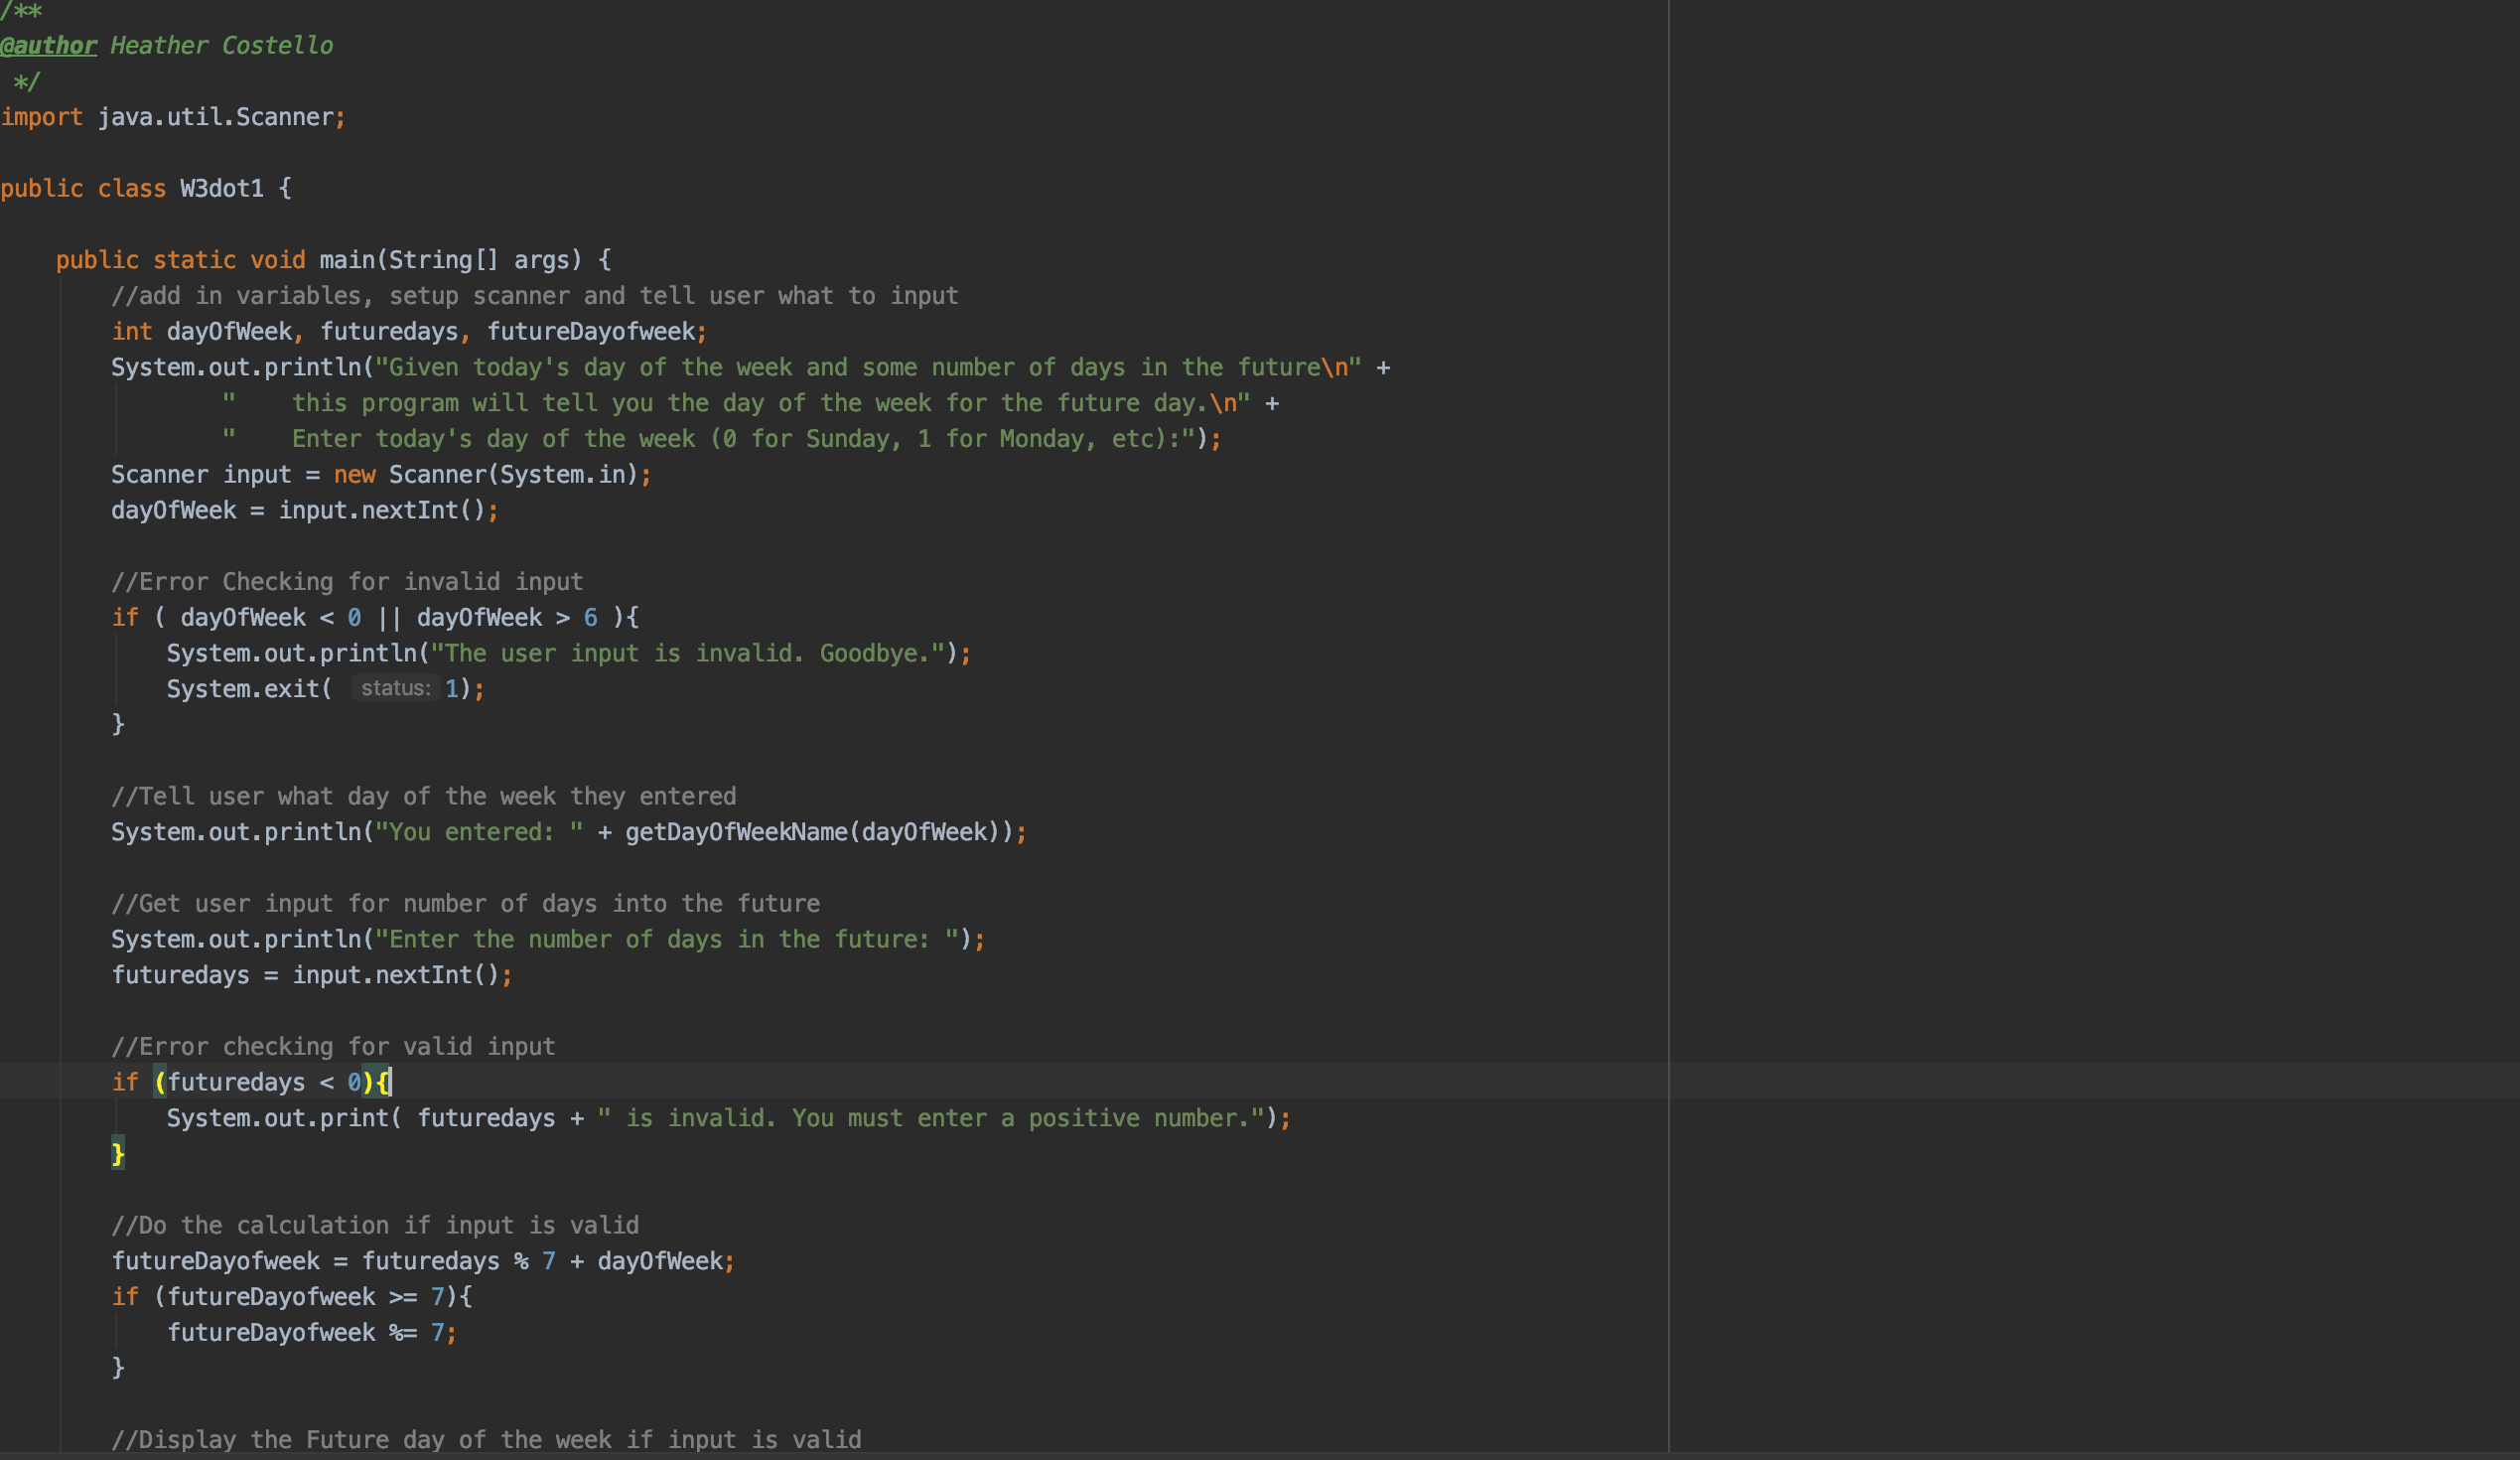 /**
@author Heather Costello
 */
import java.util.Scanner;

public class W3dot1 {

    public static void main(String[] args) {
        //add in variables, setup scanner and tell user what to input
        int dayOfWeek, futuredays, futureDayofweek;
        System.out.println("Given today's day of the week and some number of days in the future\n" +
                "    this program will tell you the day of the week for the future day.\n" +
                "    Enter today's day of the week (0 for Sunday, 1 for Monday, etc):");
        Scanner input = new Scanner(System.in);
        dayOfWeek = input.nextInt();

        //Error Checking for invalid input
        if ( dayOfWeek < 0 || dayOfWeek > 6 ){
            System.out.println("The user input is invalid. Goodbye.");
            System.exit( status: 1);
        }

        //Tell user what day of the week they entered
        System.out.println("You entered: " + getDayOfWeekName(dayOfWeek));

        //Get user input for number of days into the future
        System.out.println("Enter the number of days in the future: ");
        futuredays = input.nextInt();

        //Error checking for valid input
        if (futuredays < 0){
            System.out.print( futuredays + " is invalid. You must enter a positive number.");
        }

        //Do the calculation if input is valid
        futureDayofweek = futuredays % 7 + dayOfWeek;
        if (futureDayofweek >= 7){
            futureDayofweek %= 7;
        }

        //Display the Future day of the week if input is valid